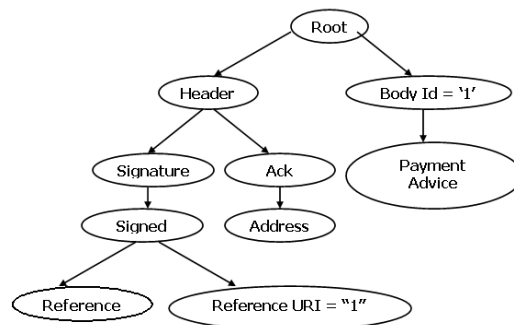 Root
Header
Body Id = ‘1’
Signature
Ack
Payment
Advice
Signed
Address
Reference
Reference URI = “1”